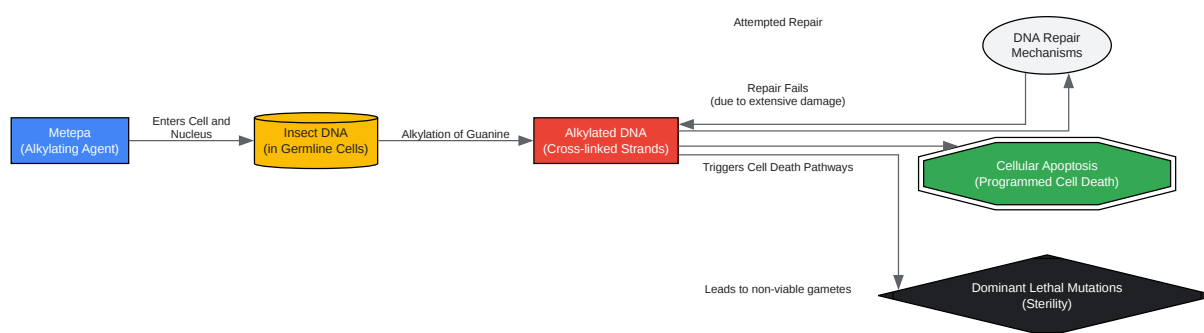 Attempted Repair
DNA Repair
Mechanisms
Repair Fails
(due to extensive damage)
Metepa
(Alkylating Agent)
Enters Cell and
Nucleus
Insect DNA
(in Germline Cells)
Alkylation of Guanine
Alkylated DNA
(Cross-linked Strands)
Triggers Cell Death Pathways
Cellular Apoptosis
(Programmed Cell Death)
Leads to non-viable gametes
Dominant Lethal Mutations
(Sterility)